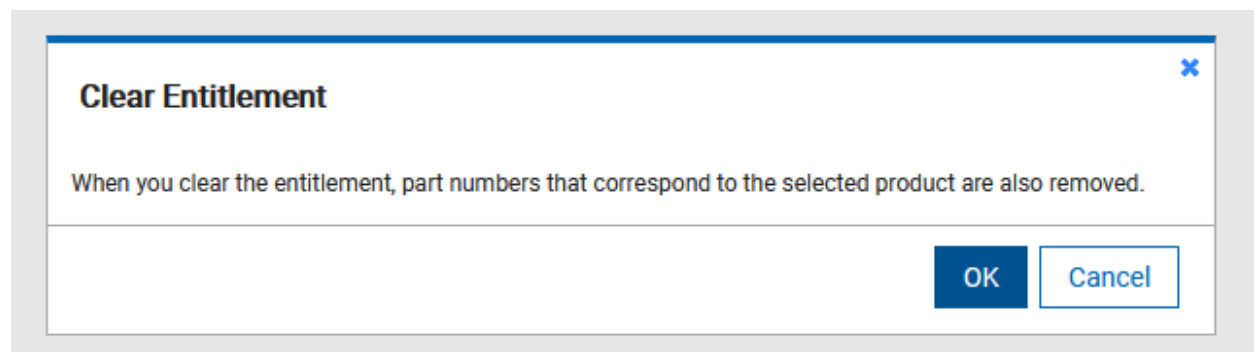 Clear Entitlement
When you clear the entitlement, part numbers that correspond to the selected product are also removed.
OK Cancel